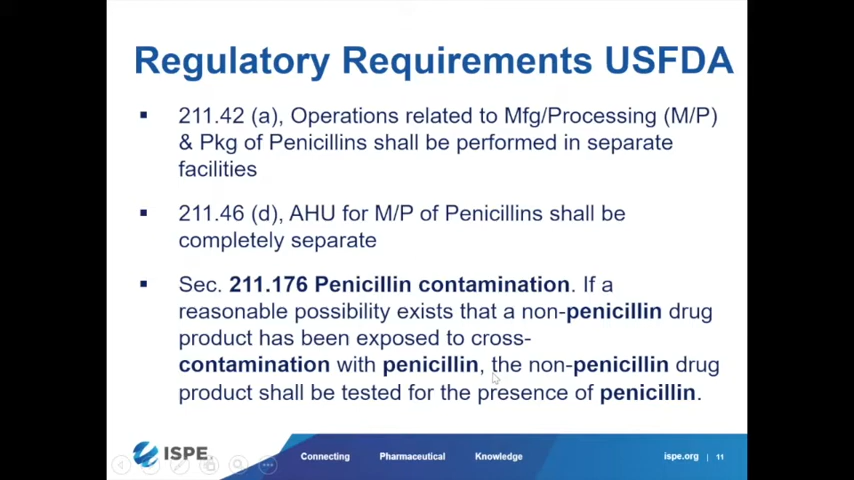 Regulatory Requirements USFDA
211.42 (a), Operations related to Mfg/Processing (M/P)
& Pkg of Penicillins shall be performed in separate
facilities
211.46 (d), AHU for M/P of Penicillins shall be
completely separate
Sec. 211.176 Penicillin contamination. If a
reasonable possibility exists that a non-penicillin drug
product has been exposed to cross-
contamination with penicillin, the non-penicillin drug
product shall be tested for the presence of penicillin.
ISPE. Connecting Pharmaceutical Knowledge ispe.org | 11